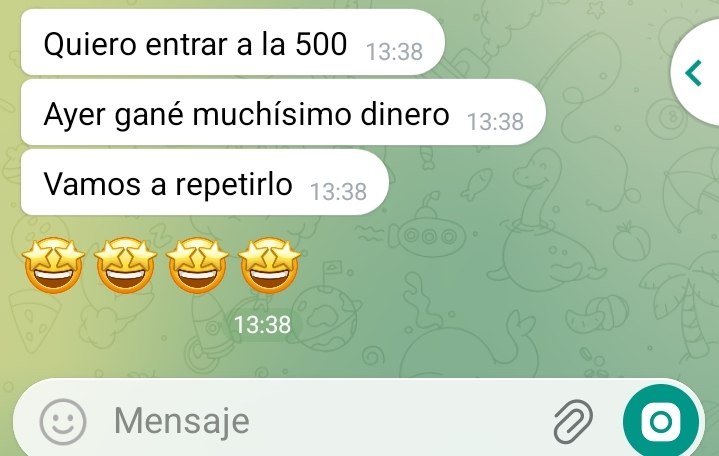 Quiero entrar a la 500 13:38
Ayer gané muchísimo dinero 13:38
Vamos a repetirlo 13:38
🤩🤩🤩🤩
13:38
Mensaje